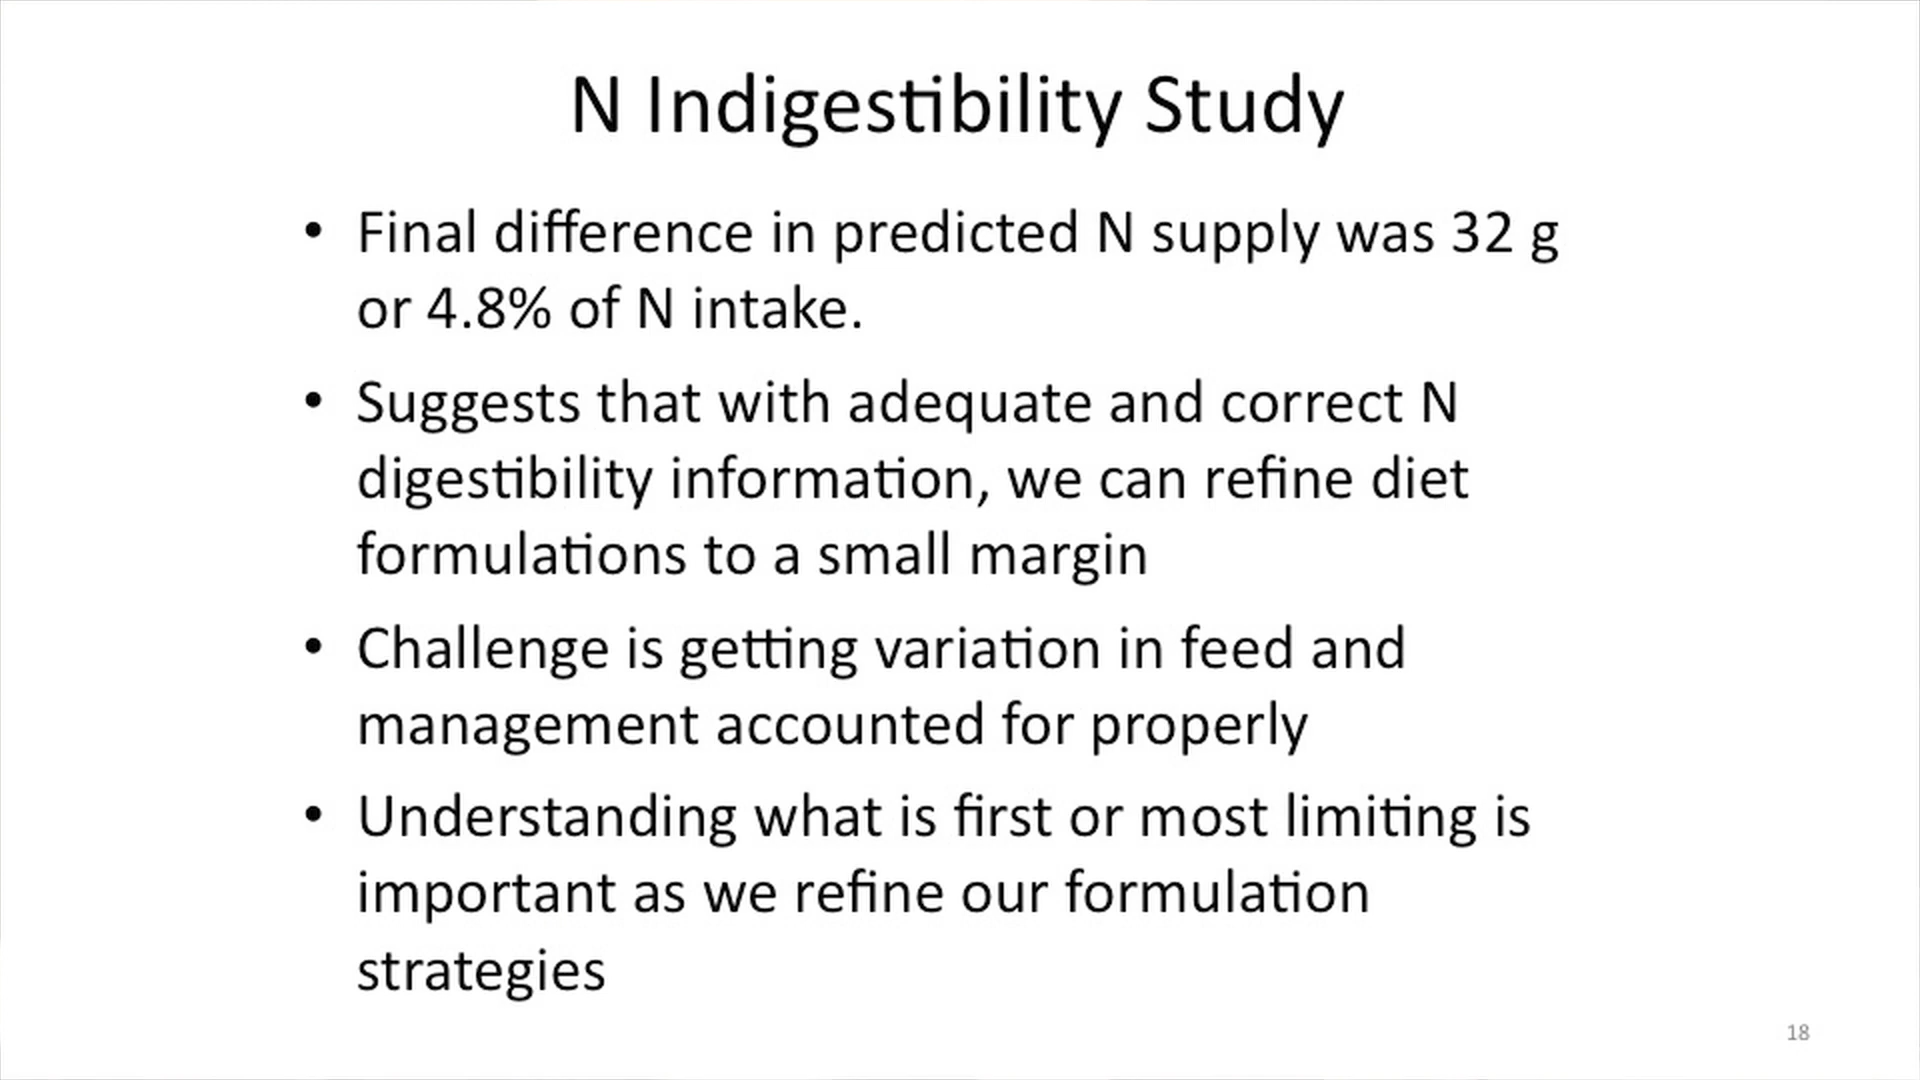 N Indigestibility Study
• Final difference in predicted N supply was 32 g
or 4.8% of N intake.
• Suggests that with adequate and correct N
digestibility information, we can refine diet
formulations to a small margin
• Challenge is getting variation in feed and
management accounted for properly
• Understanding what is first or most limiting is
important as we refine our formulation
strategies
18